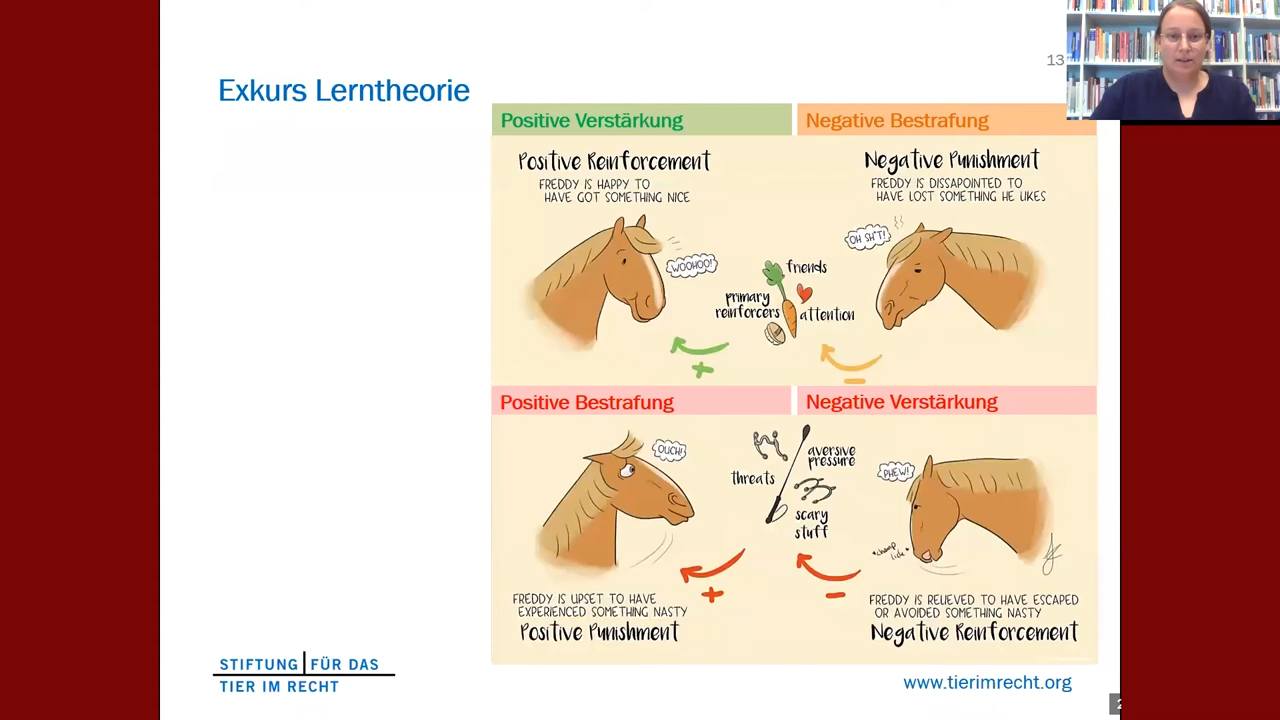 13
Exkurs Lerntheorie
Positive Verstärkung
Negative Bestrafung
Positive Reinforcement
FREDDY IS HAPPY TO
HAVE GOT SOMETHING NICE
WOOHOO!
Negative Punishment
FREDDY IS DISSAPOINTED TO
HAVE LOST SOMETHING HE LIKES
OH SH*T!
friends
primary
reinforcers
attention
+
−
Positive Bestrafung
Negative Verstärkung
OUCH!
threats
aversive
pressure
scary
stuff
PHEW!
*chomp
lick*
+
−
FREDDY IS UPSET TO HAVE
EXPERIENCED SOMETHING NASTY
Positive Punishment
FREDDY IS RELIEVED TO HAVE ESCAPED
OR AVOIDED SOMETHING NASTY
Negative Reinforcement
STIFTUNG FÜR DAS
TIER IM RECHT
www.tierimrecht.org